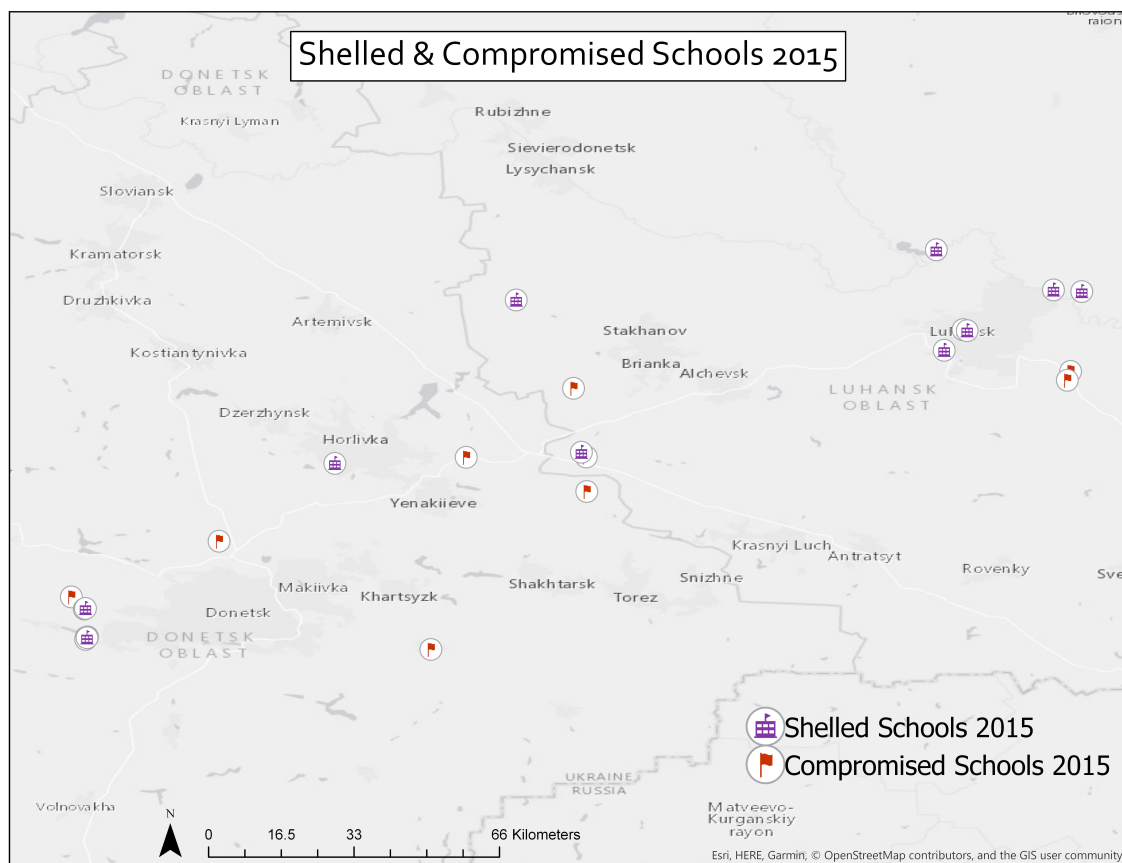 Bilovods
raion
Shelled & Compromised Schools 2015
DONETSK
OBLAST
Krasnyi Lyman
Rubizhne
Sievierodonetsk
Lysychansk
Sloviansk
Kramatorsk
Druzhkivka
Artemivsk
Stakhanov
Kostiantynivka
Brianka
Alchevsk
LUHANSK
OBLAST
Dzerzhynsk
Horlivka
Yenakiieve
Krasnyi Luch
Antratsyt
Rovenky
Sve
Makiivka
Khartsyzk
Shakhtarsk
Snizhne
Torez
Donetsk
DONETSK
OBLAST
Shelled Schools 2015
Compromised Schools 2015
UKRAINE
RUSSIA
Volnovakha
Matveevo-
Kurganskiy
rayon
N
0 16.5 33 66 Kilometers
Esri, HERE, Garmin, © OpenStreetMap contributors, and the GIS user community